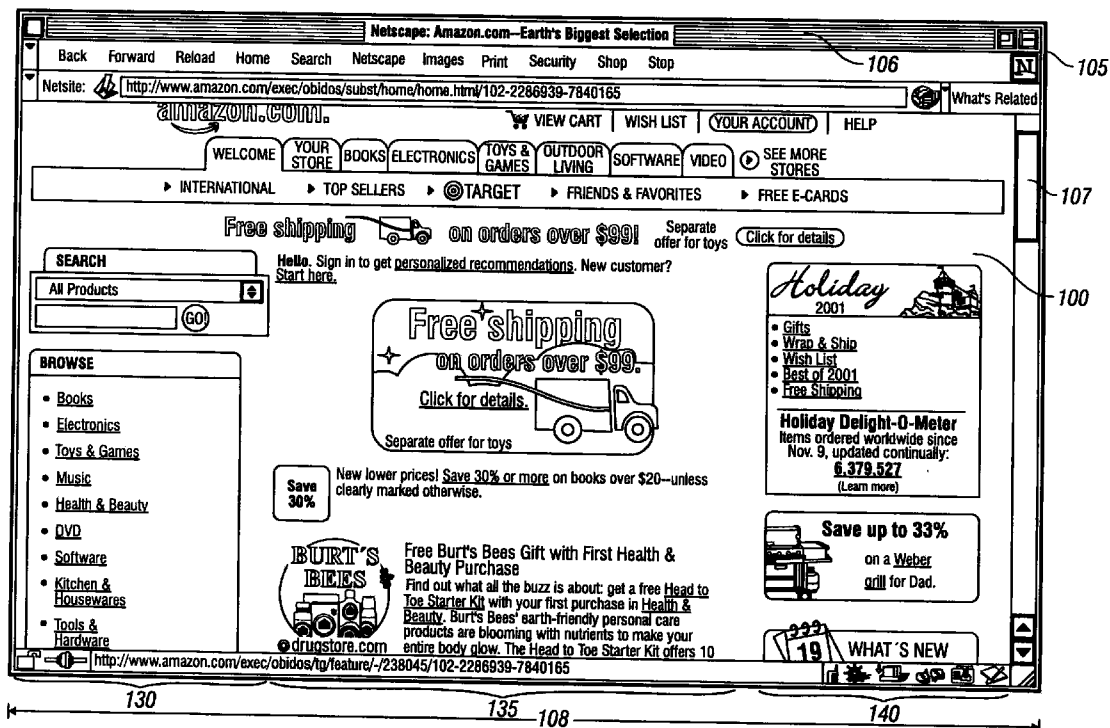 Netscape: Amazon.com--Earth's Biggest Selection
106
105
Back Forward Reload Home Search Netscape Images Print Security Shop Stop
N
Netsite: http://www.amazon.com/exec/obidos/subst/home/home.html/102-2286939-7840165
What's Related
amazon.com.
VIEW CART | WISH LIST | YOUR ACCOUNT | HELP
WELCOME YOUR STORE BOOKS ELECTRONICS TOYS & GAMES OUTDOOR LIVING SOFTWARE VIDEO SEE MORE STORES
INTERNATIONAL TOP SELLERS TARGET FRIENDS & FAVORITES FREE E-CARDS
107
Free shipping on orders over $99! Separate offer for toys Click for details
SEARCH
All Products
GO!
BROWSE
• Books
• Electronics
• Toys & Games
• Music
• Health & Beauty
• DVD
• Software
• Kitchen &
Housewares
• Tools &
Hardware
Hello. Sign in to get personalized recommendations. New customer?
Start here.
Free shipping
on orders over $99.
Click for details.
Separate offer for toys
Save
30%
New lower prices! Save 30% or more on books over $20--unless
clearly marked otherwise.
BURT'S
BEES
drugstore.com
Free Burt's Bees Gift with First Health &
Beauty Purchase
Find out what all the buzz is about: get a free Head to
Toe Starter Kit with your first purchase in Health &
Beauty. Burt's Bees' earth-friendly personal care
products are blooming with nutrients to make your
entire body glow. The Head to Toe Starter Kit offers 10
Holiday
2001
100
• Gifts
• Wrap & Ship
• Wish List
• Best of 2001
• Free Shipping
Holiday Delight-O-Meter
Items ordered worldwide since
Nov. 9, updated continually:
6,379,527
(Learn more)
Save up to 33%
on a Weber
grill for Dad.
19
WHAT´S NEW
http://www.amazon.com/exec/obidos/tg/feature/-/238045/102-2286939-7840165
130
135
140
108